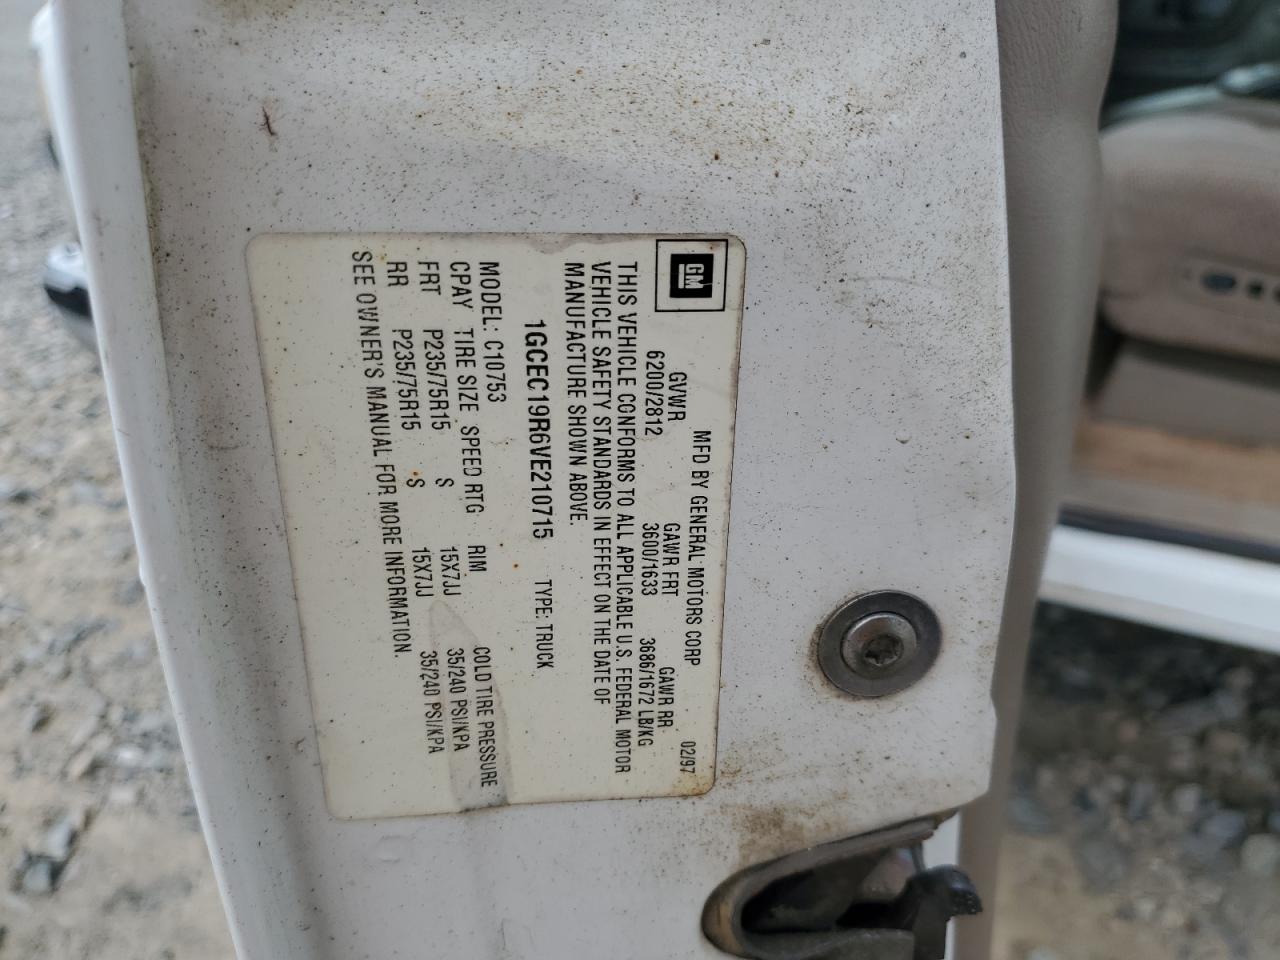 GM
MFD BY GENERAL MOTORS CORP 02/97
GVWR GAWR FRT GAWR RR
6200/2812 3600/1633 3686/1672 LB/KG
THIS VEHICLE CONFORMS TO ALL APPLICABLE U.S. FEDERAL MOTOR
VEHICLE SAFETY STANDARDS IN EFFECT ON THE DATE OF
MANUFACTURE SHOWN ABOVE.
1GCEC19R6VE210715 TYPE: TRUCK
MODEL: C10753
CPAY TIRE SIZE SPEED RTG RIM COLD TIRE PRESSURE
FRT P235/75R15 S 15X7JJ 35/240 PSI/KPA
RR P235/75R15 S 15X7JJ 35/240 PSI/KPA
SEE OWNER'S MANUAL FOR MORE INFORMATION.